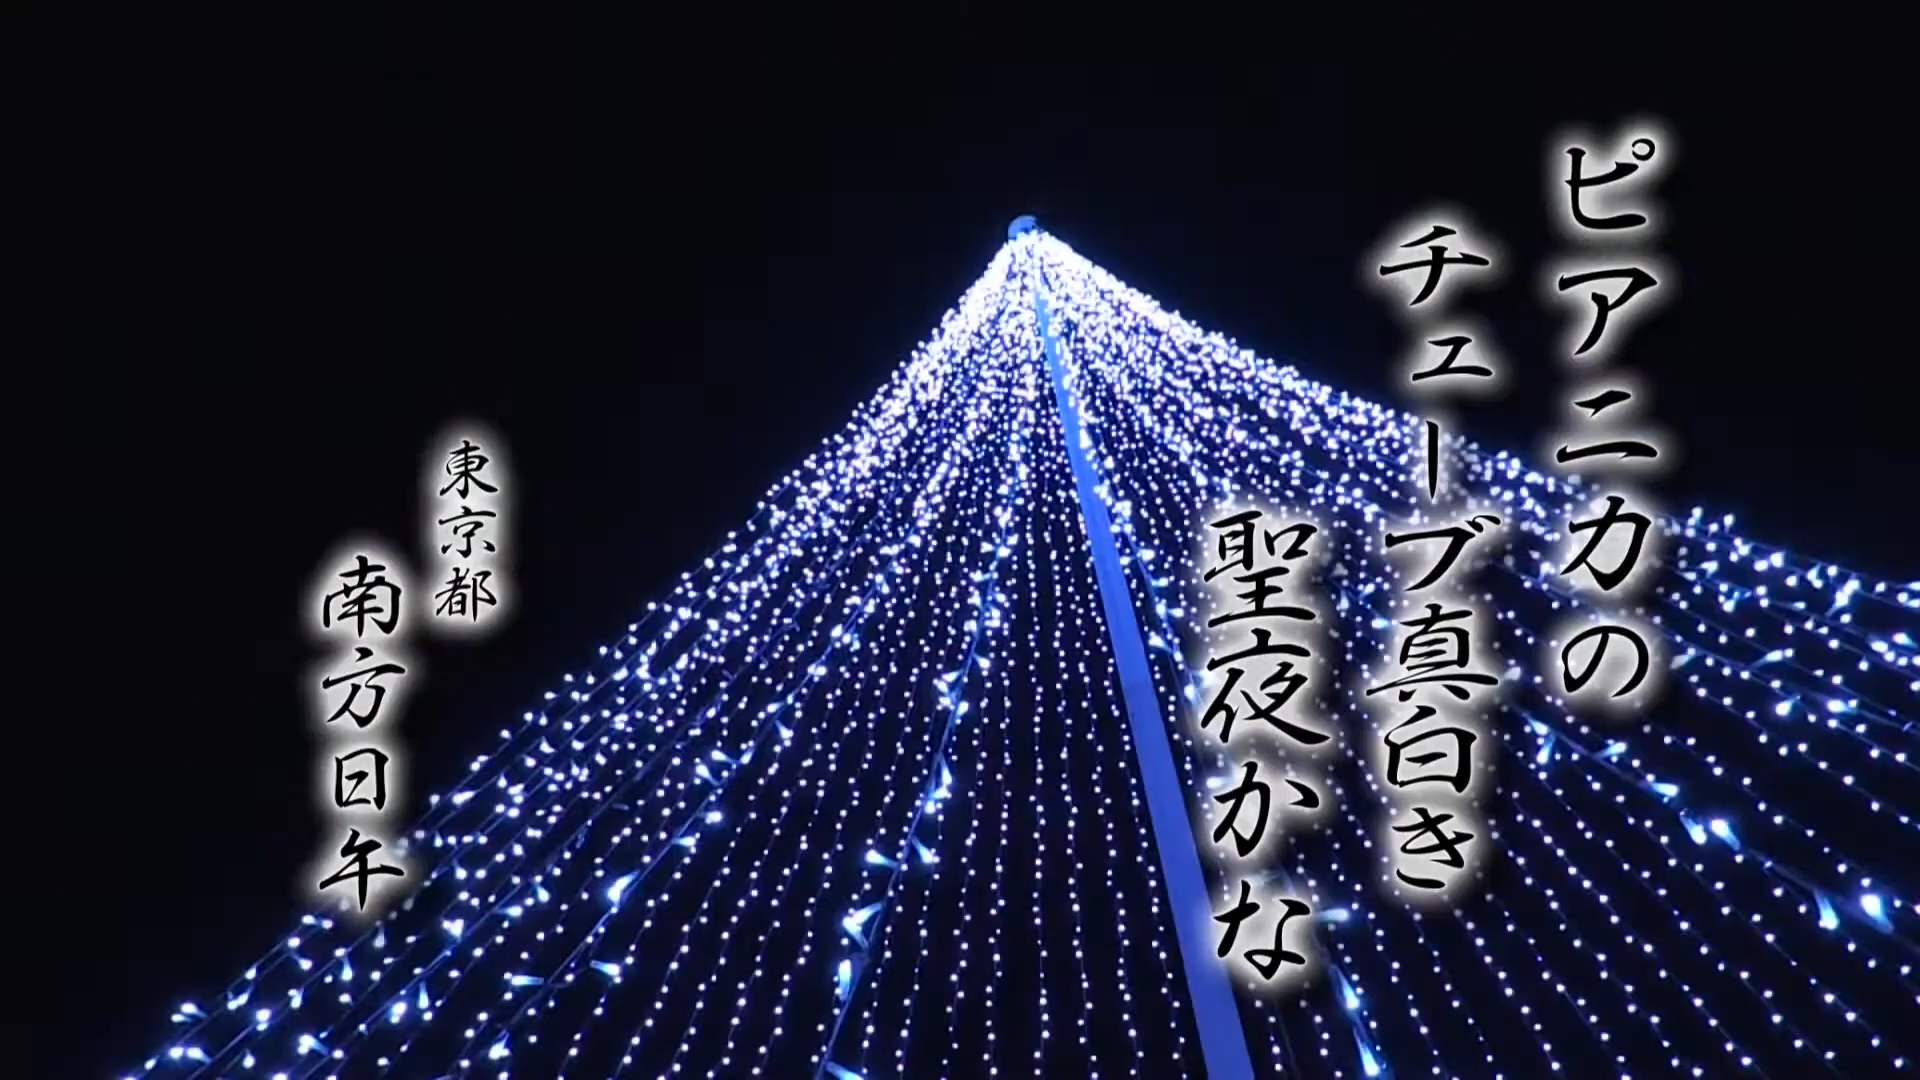 ピアニカの
チューブ真白き
聖夜かな
東京都
南方日午